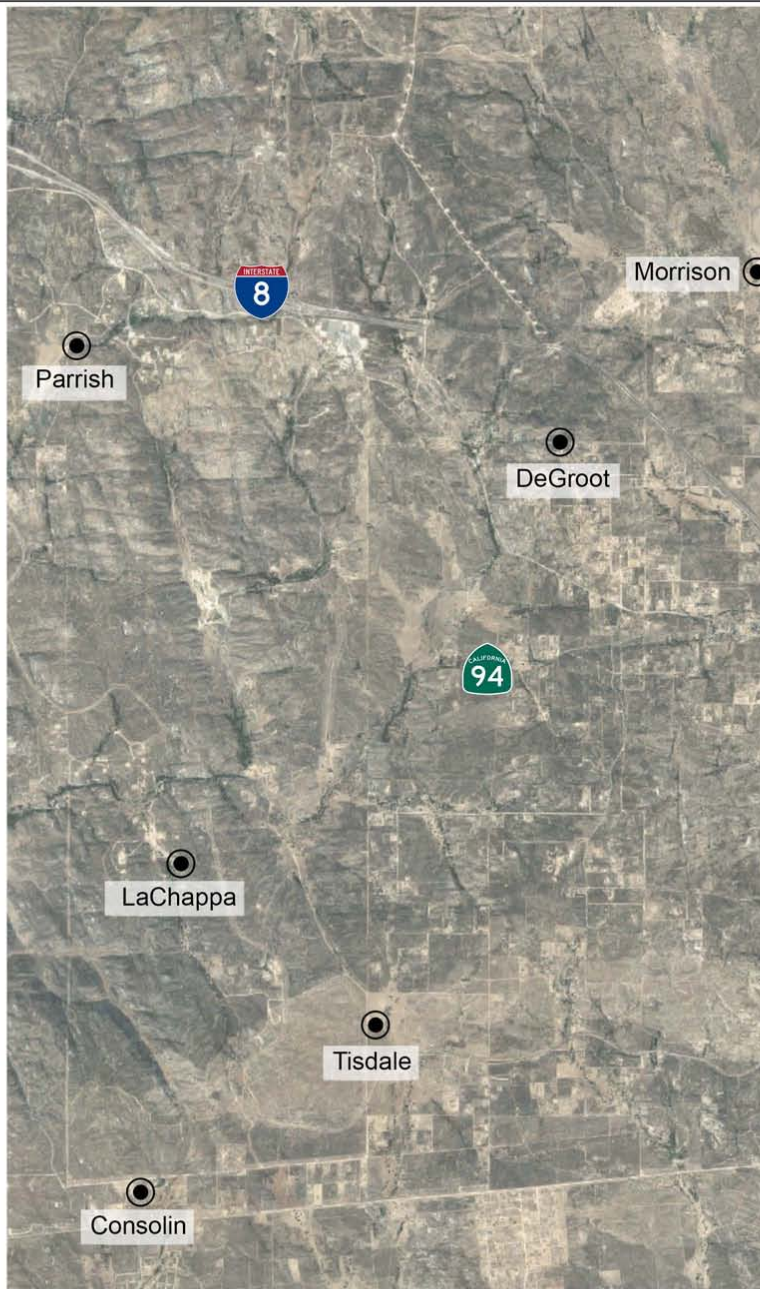 Morrison
INTERSTATE
8
Parrish
DeGroot
CALIFORNIA
94
LaChappa
Tisdale
Consolin